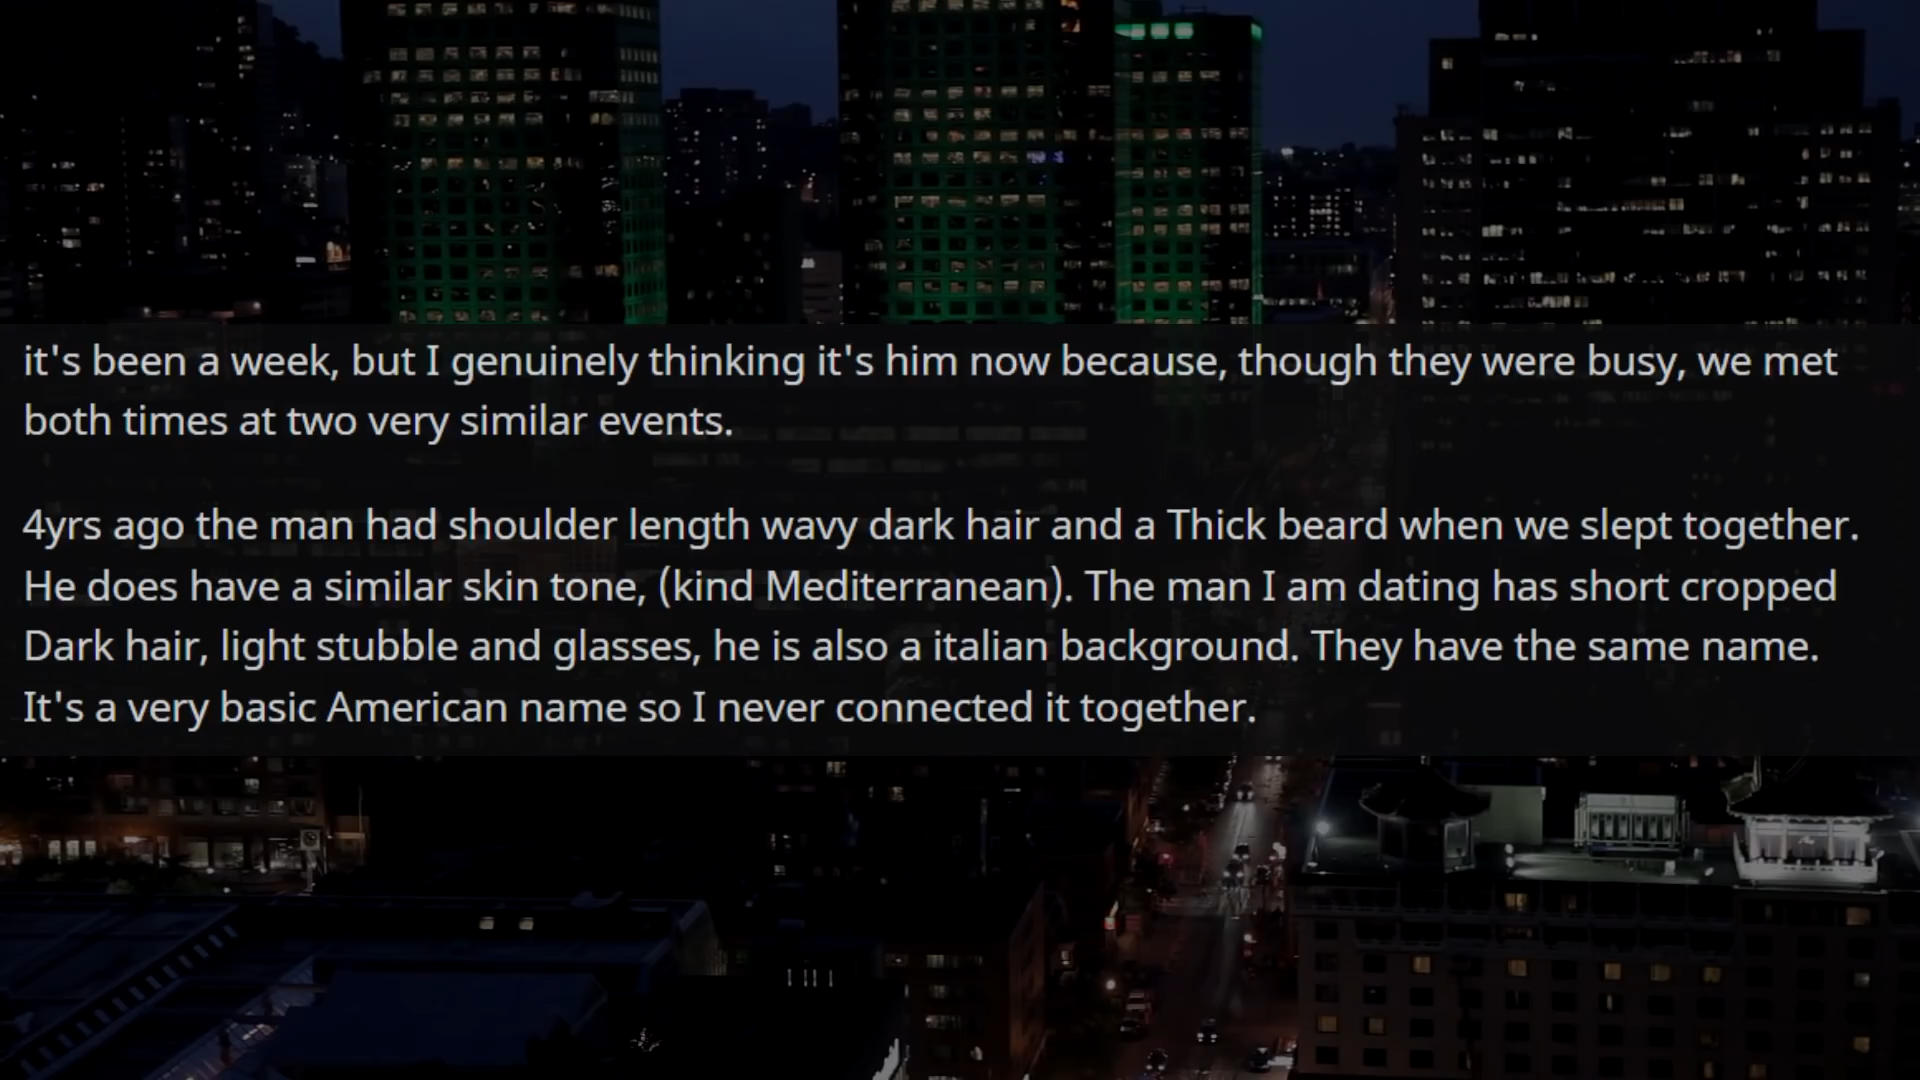 it's been a week, but I genuinely thinking it's him now because, though they were busy, we met
both times at two very similar events.
4yrs ago the man had shoulder length wavy dark hair and a Thick beard when we slept together.
He does have a similar skin tone, (kind Mediterranean). The man I am dating has short cropped
Dark hair, light stubble and glasses, he is also a italian background. They have the same name.
It's a very basic American name so I never connected it together.